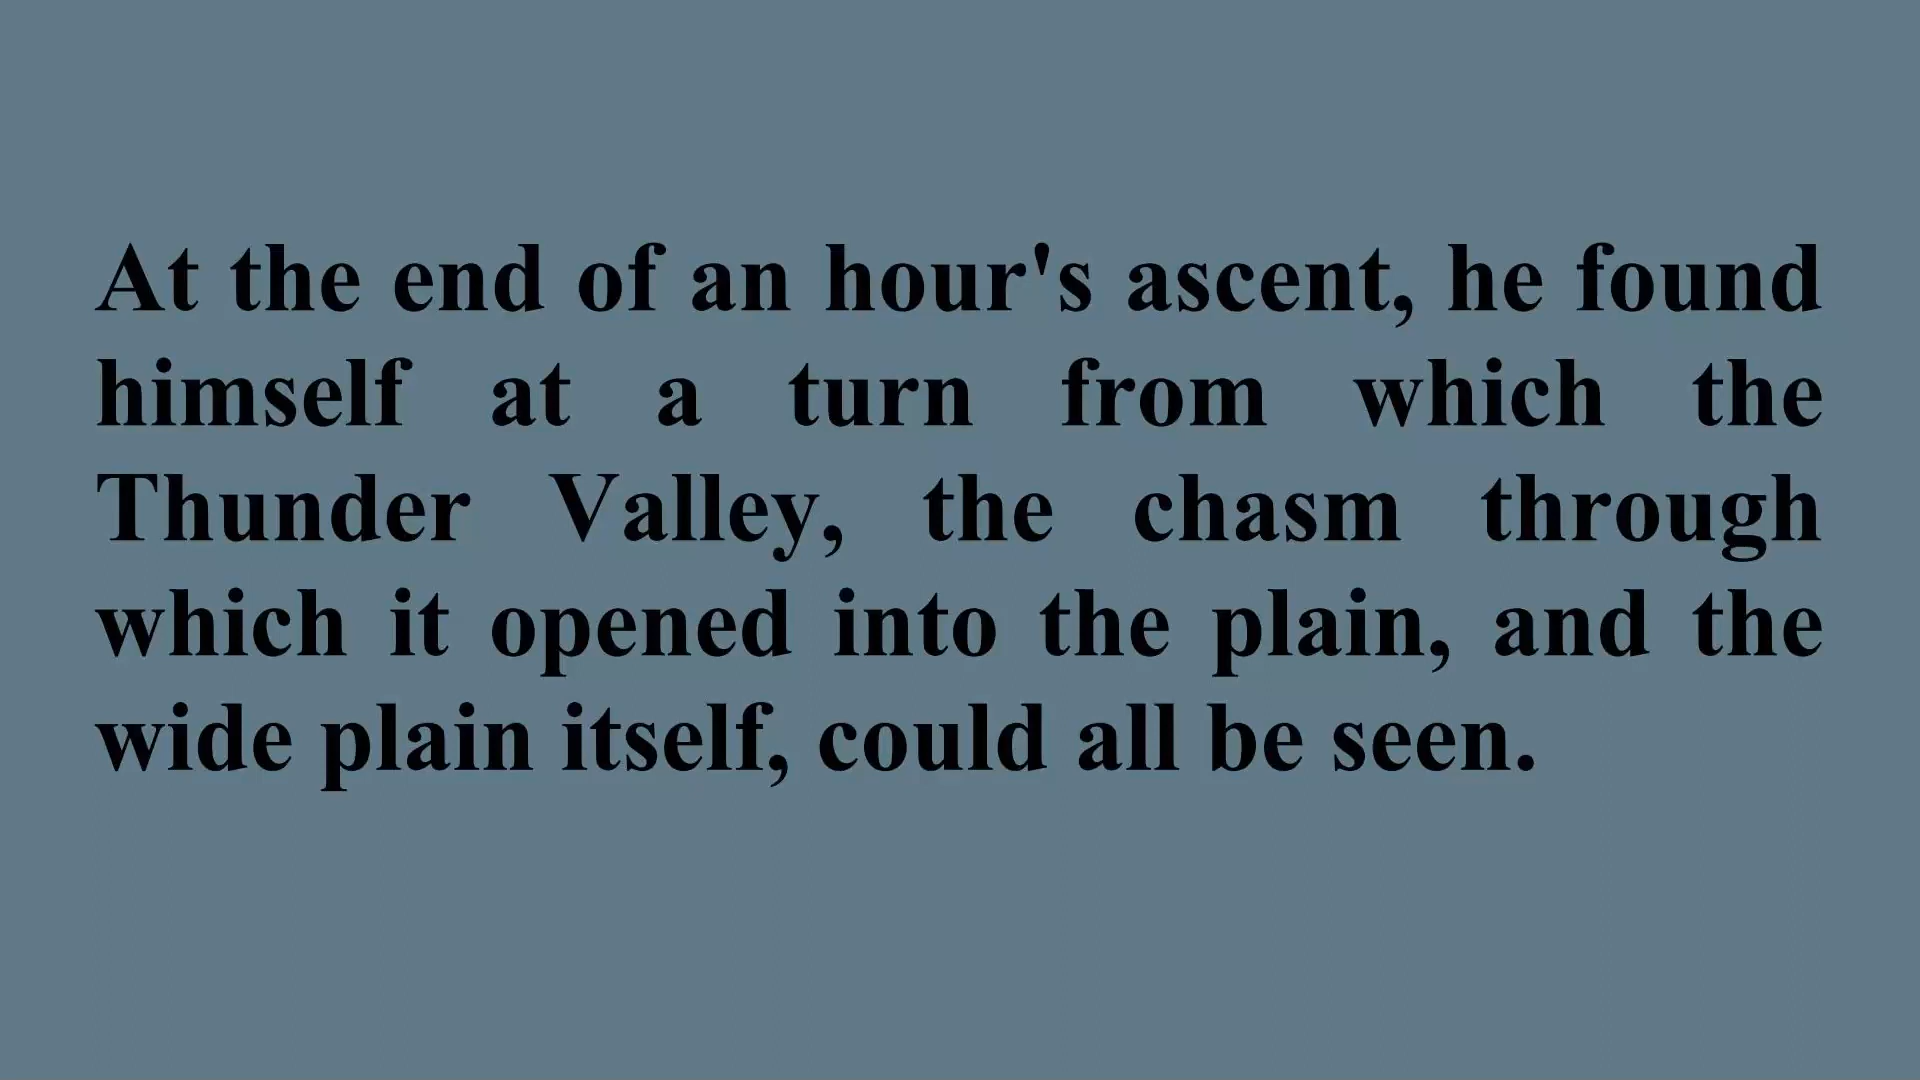 At the end of an hour's ascent, he found
himself at a turn from which the
Thunder Valley, the chasm through
which it opened into the plain, and the
wide plain itself, could all be seen.